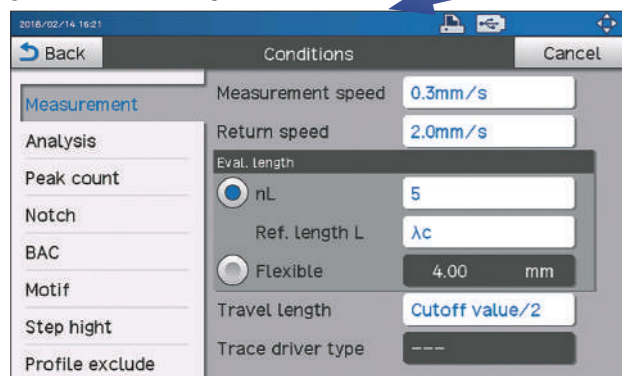 2018/02/14 16:21
Back
Conditions
Cancel
Measurement
Analysis
Peak count
Notch
BAC
Motif
Step hight
Profile exclude
Measurement speed 0.3mm/s
Return speed 2.0mm/s
Eval. length
nL 5
Ref. length L λc
Flexible 4.00 mm
Travel length Cutoff value/2
Trace driver type ---